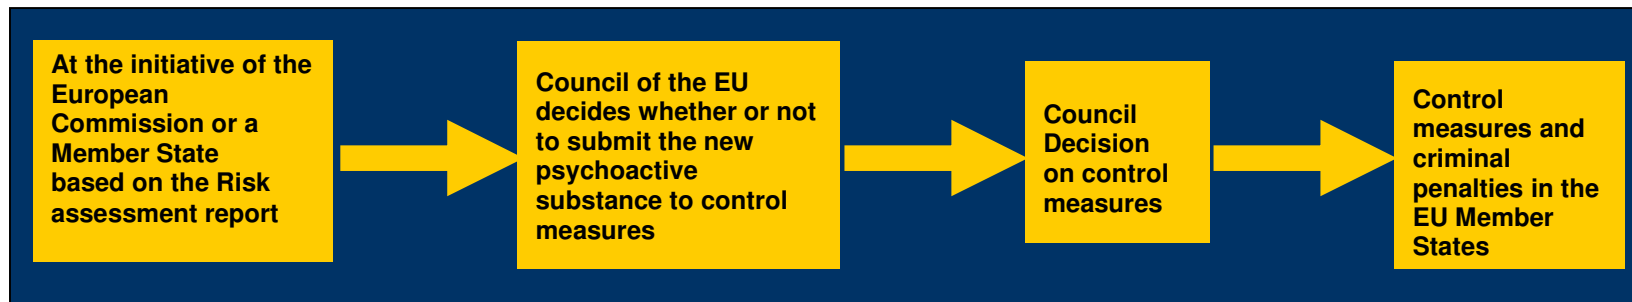 At the initiative of the
European
Commission or a
Member State
based on the Risk
assessment report
Council of the EU
decides whether or not
to submit the new
psychoactive
substance to control
measures
Council
Decision
on control
measures
Control
measures and
criminal
penalties in the
EU Member
States